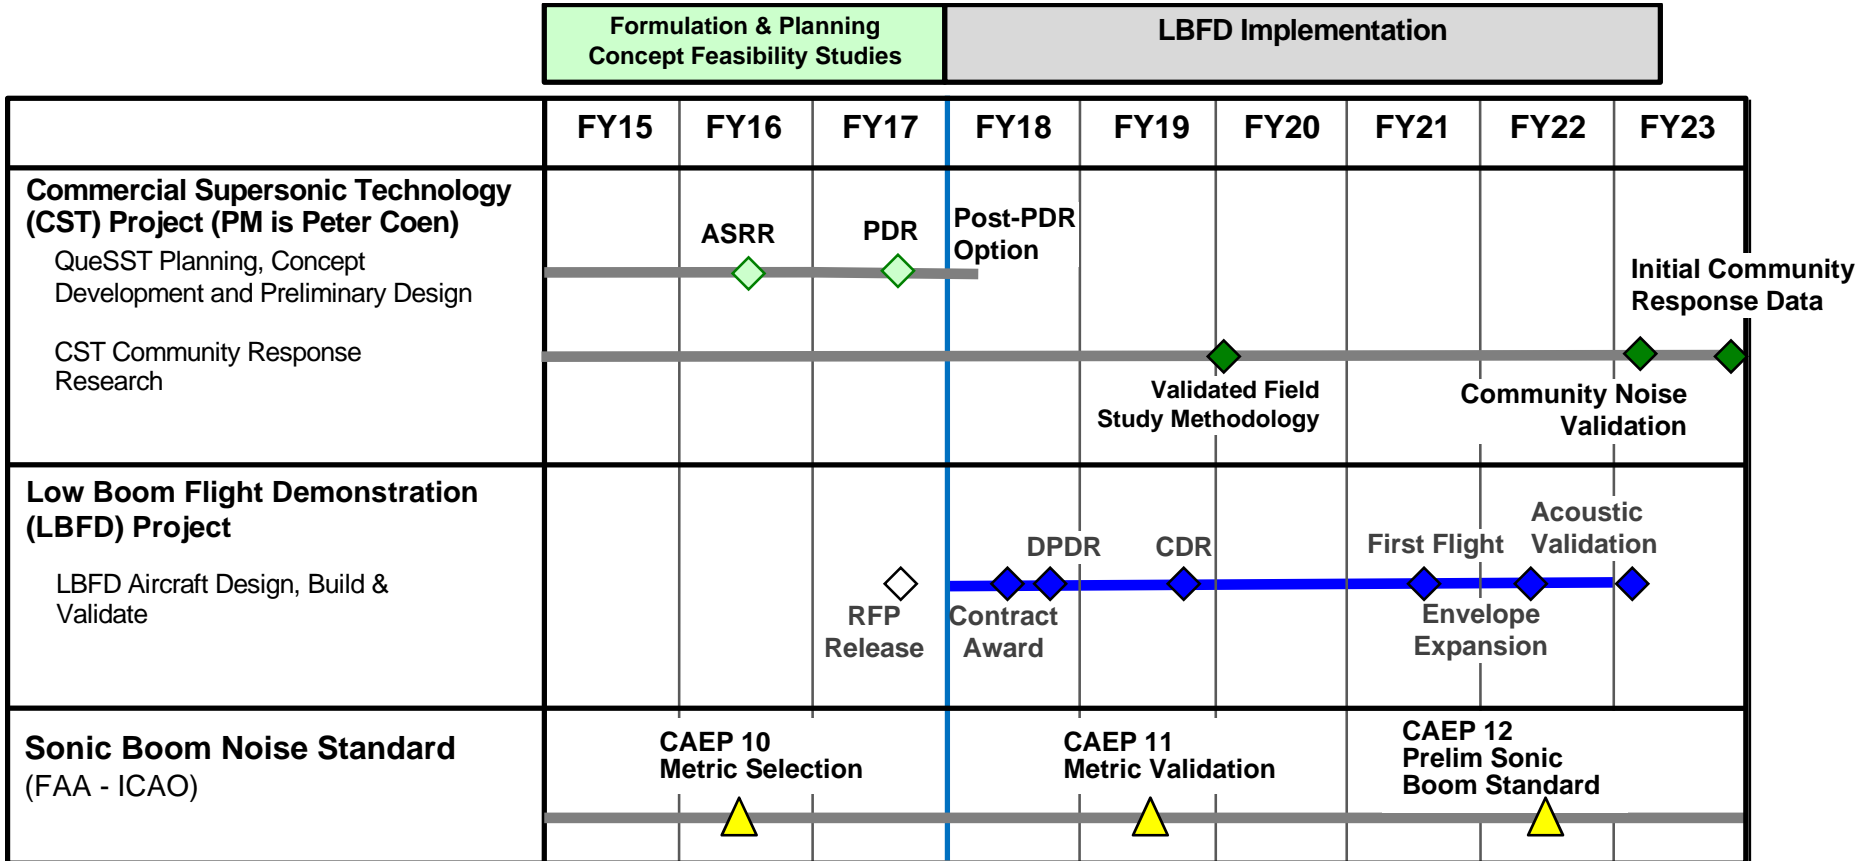 Formulation & Planning
Concept Feasibility Studies
LBFD Implementation
FY15 FY16 FY17 FY18 FY19 FY20 FY21 FY22 FY23
Commercial Supersonic Technology
(CST) Project (PM is Peter Coen)
QueSST Planning, Concept
Development and Preliminary Design
ASRR
PDR
Post-PDR
Option
Initial Community
Response Data
CST Community Response
Research
Validated Field
Study Methodology
Community Noise
Validation
Low Boom Flight Demonstration
(LBFD) Project
LBFD Aircraft Design, Build &
Validate
RFP
Release
Contract
Award
DPDR
CDR
First Flight
Envelope
Expansion
Acoustic
Validation
Sonic Boom Noise Standard
(FAA - ICAO)
CAEP 10
Metric Selection
CAEP 11
Metric Validation
CAEP 12
Prelim Sonic
Boom Standard